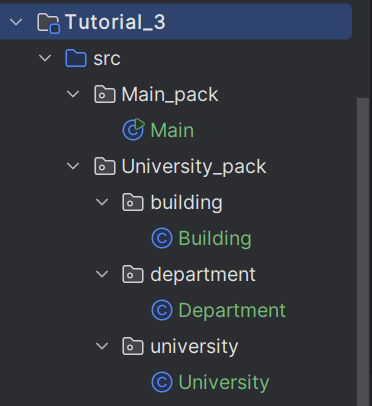 Tutorial_3
src
Main_pack
Main
University_pack
building
Building
department
Department
university
University